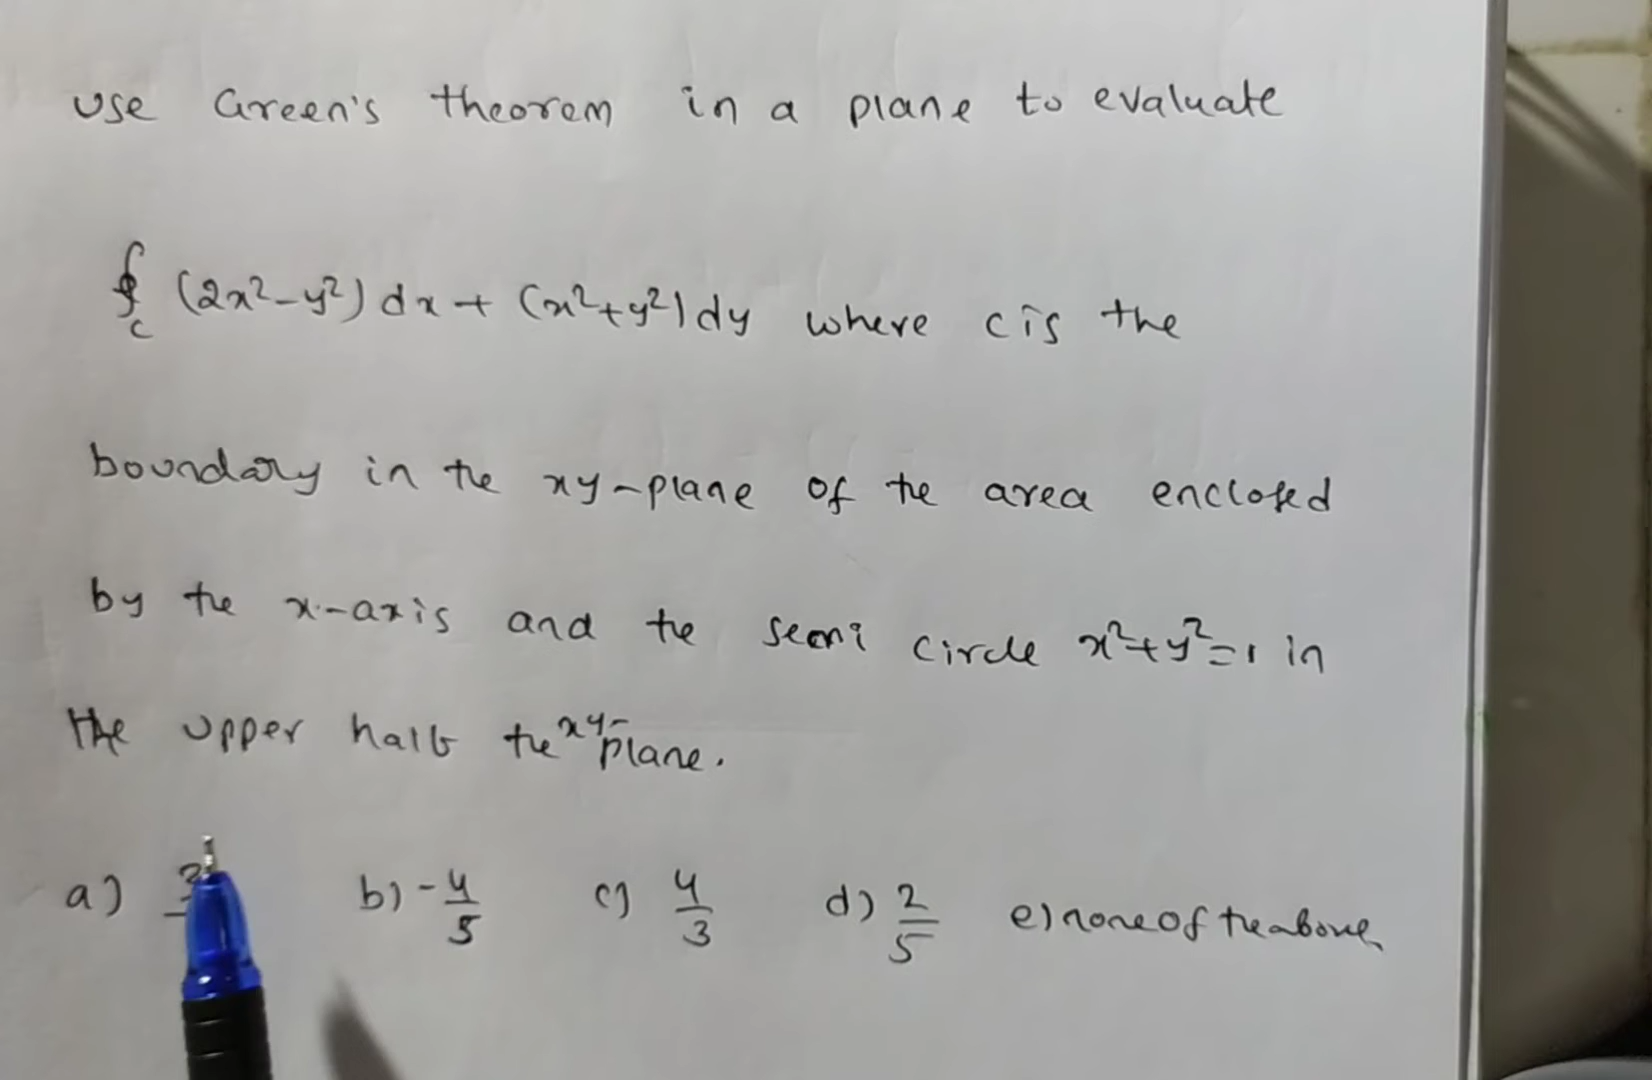 Use Green's theorem in a plane to evaluate
∮c (2x²-y²) dx + (x²+y²) dy where c is the
boundary in the xy-plane of the area enclosed
by the x-axis and the semi circle x²+y²=1 in
the upper half the xy-plane.
a) b) -4/5 c) 4/3 d) 2/5 e) none of the above